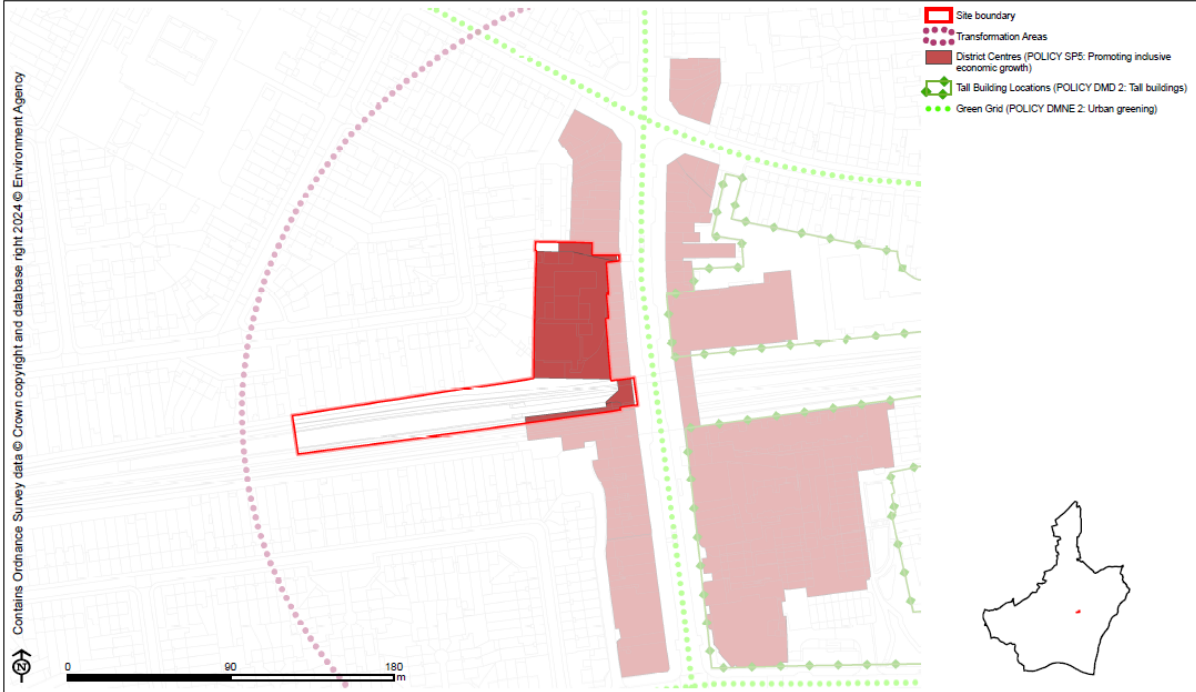 Site boundary
Transformation Areas
District Centres (POLICY SP5: Promoting inclusive
economic growth)
Tall Building Locations (POLICY DMD 2: Tall buildings)
Green Grid (POLICY DMNE 2: Urban greening)
Contains Ordnance Survey data © Crown copyright and database right 2024 © Environment Agency
N
0 90 180
m